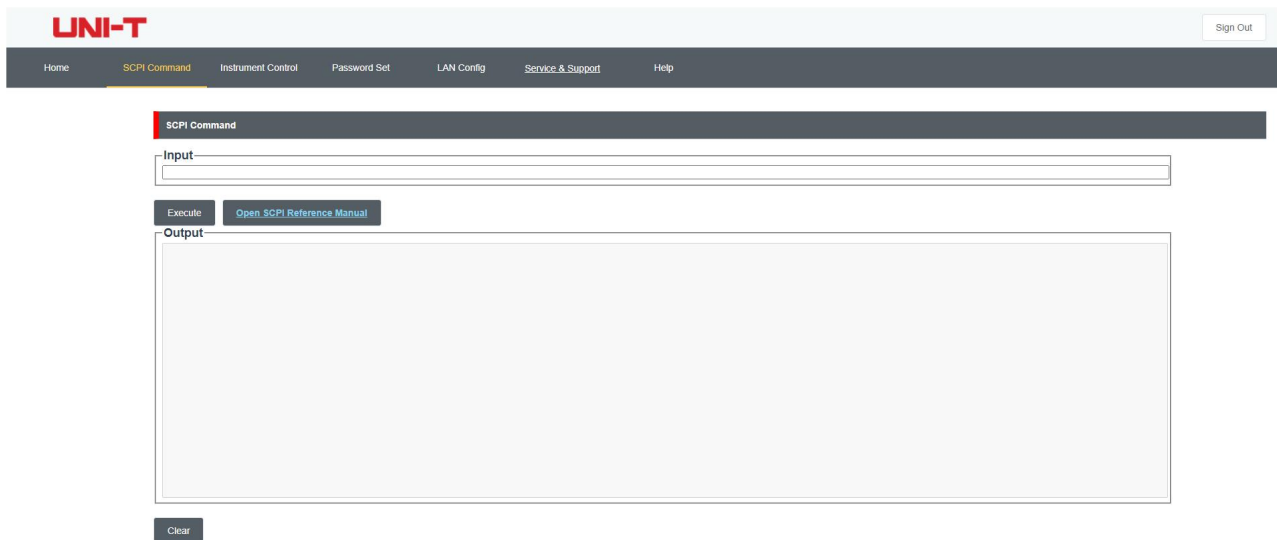 UNI-T
Sign Out
Home SCPI Command Instrument Control Password Set LAN Config Service & Support Help
SCPI Command
Input
Execute Open SCPI Reference Manual
Output
Clear